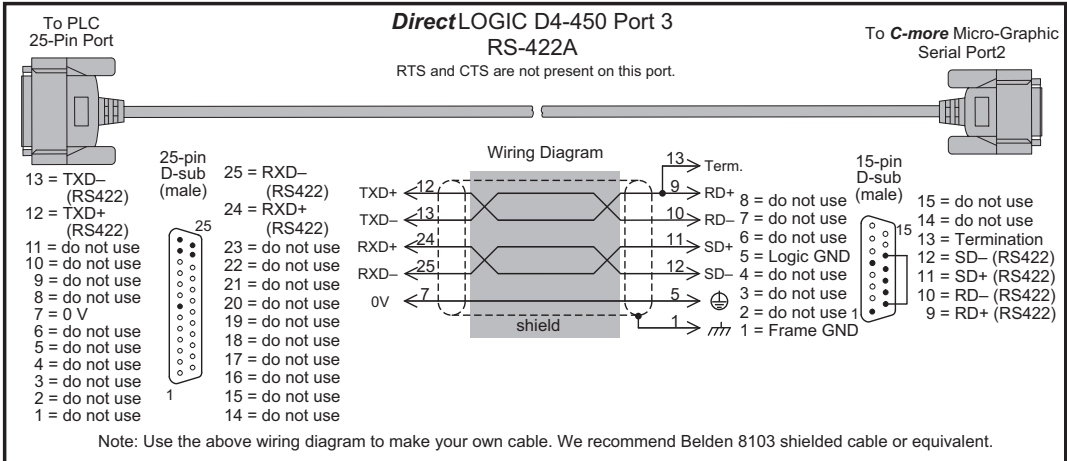 To PLC
25-Pin Port
DirectLOGIC D4-450 Port 3
RS-422A
RTS and CTS are not present on this port.
To C-more Micro-Graphic
Serial Port2
13 = TXD–
(RS422)
12 = TXD+
(RS422)
11 = do not use
10 = do not use
9 = do not use
8 = do not use
7 = 0 V
6 = do not use
5 = do not use
4 = do not use
3 = do not use
2 = do not use
1 = do not use
25-pin
D-sub
(male)
25
1
25 = RXD–
(RS422)
24 = RXD+
(RS422)
23 = do not use
22 = do not use
21 = do not use
20 = do not use
19 = do not use
18 = do not use
17 = do not use
16 = do not use
15 = do not use
14 = do not use
Wiring Diagram
13 Term.
TXD+ 12 9 RD+
TXD– 13 10 RD–
RXD+ 24 11 SD+
RXD– 25 12 SD–
0V 7 5
shield 1
8 = do not use
7 = do not use
6 = do not use
5 = Logic GND
4 = do not use
3 = do not use
2 = do not use
1 = Frame GND
15-pin
D-sub
(male)
15
1
15 = do not use
14 = do not use
13 = Termination
12 = SD– (RS422)
11 = SD+ (RS422)
10 = RD– (RS422)
9 = RD+ (RS422)
Note: Use the above wiring diagram to make your own cable. We recommend Belden 8103 shielded cable or equivalent.